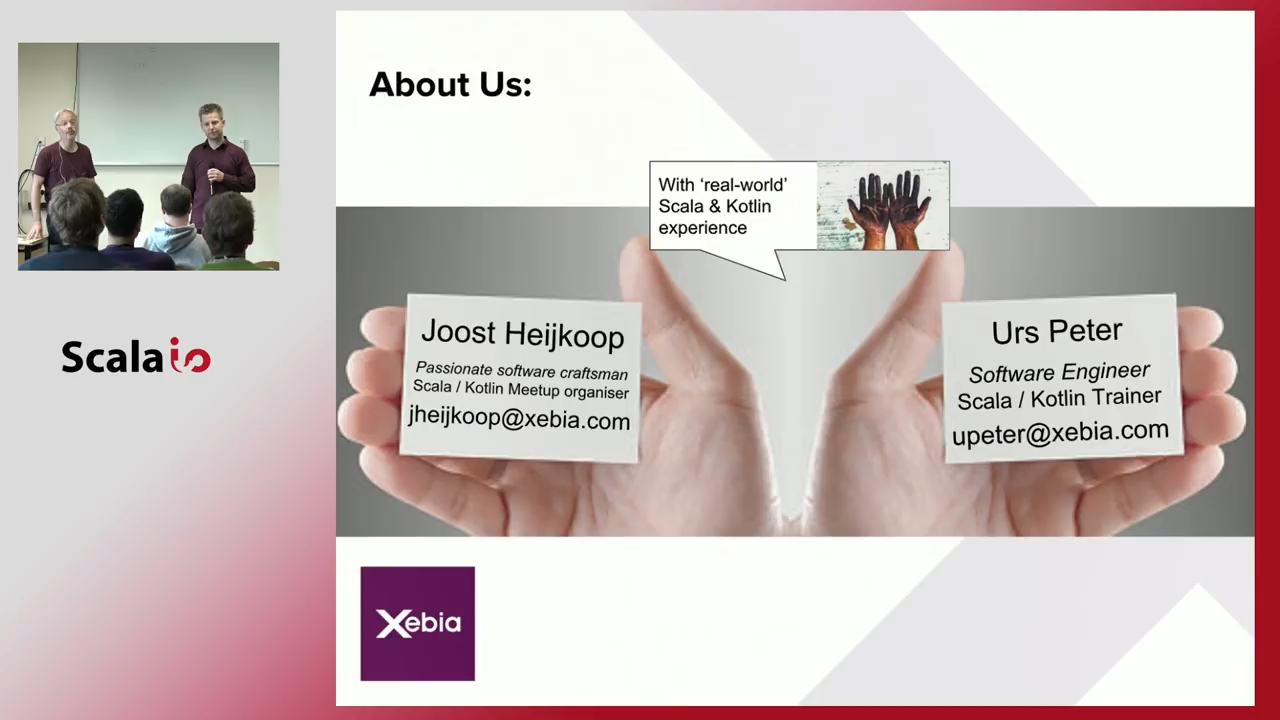 About Us:
With ‘real-world’
Scala & Kotlin
experience
Joost Heijkoop
Passionate software craftsman
Scala / Kotlin Meetup organiser
jheijkoop@xebia.com
Urs Peter
Software Engineer
Scala / Kotlin Trainer
upeter@xebia.com
Scala io
Xebia